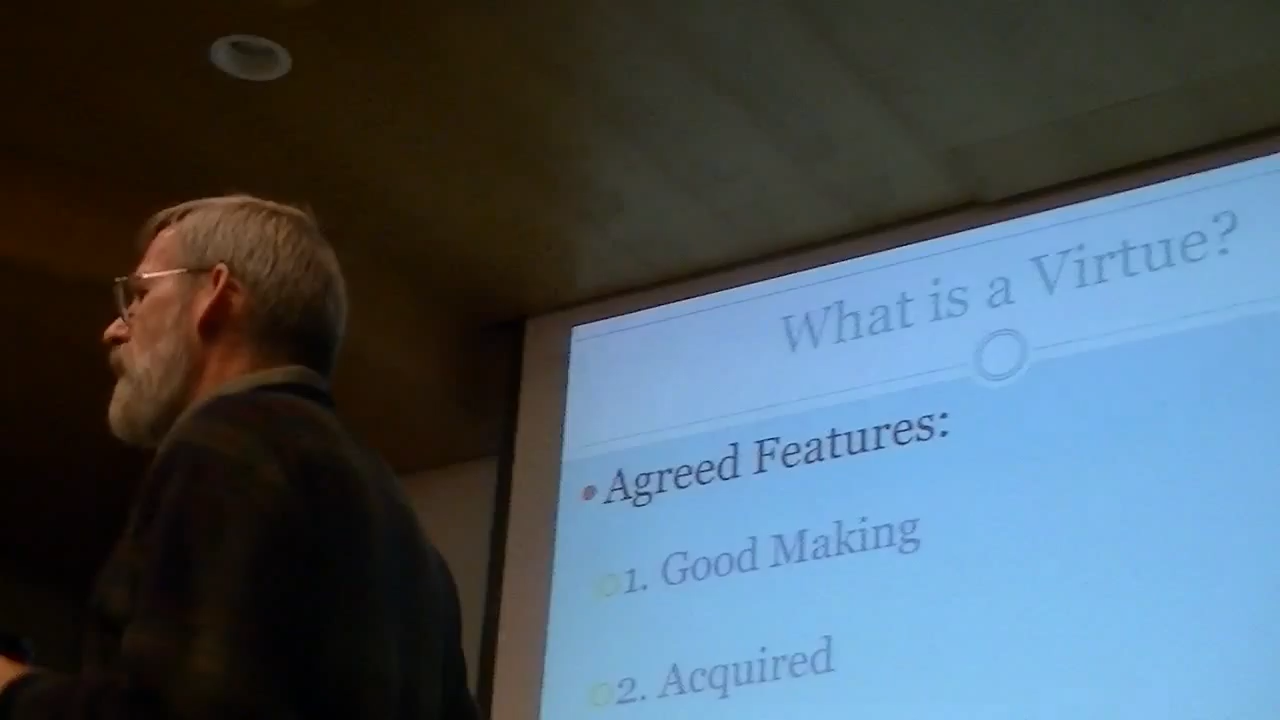 What is a Virtue?
• Agreed Features:
1. Good Making
2. Acquired